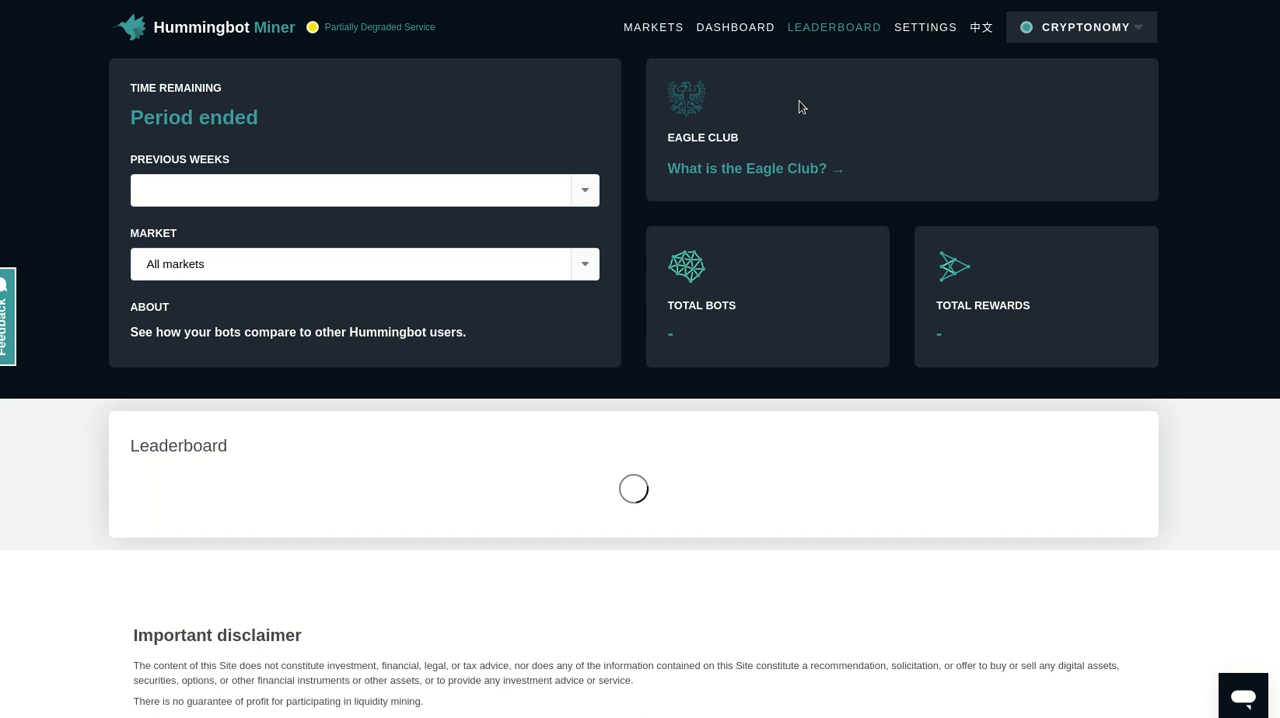 Hummingbot Miner
Partially Degraded Service
MARKETS DASHBOARD LEADERBOARD SETTINGS 中文 CRYPTONOMY
TIME REMAINING
Period ended
PREVIOUS WEEKS
MARKET
All markets
ABOUT
See how your bots compare to other Hummingbot users.
EAGLE CLUB
What is the Eagle Club? →
TOTAL BOTS
-
TOTAL REWARDS
-
Feedback
Leaderboard
Important disclaimer
The content of this Site does not constitute investment, financial, legal, or tax advice, nor does any of the information contained on this Site constitute a recommendation, solicitation, or offer to buy or sell any digital assets,
securities, options, or other financial instruments or other assets, or to provide any investment advice or service.
There is no guarantee of profit for participating in liquidity mining.